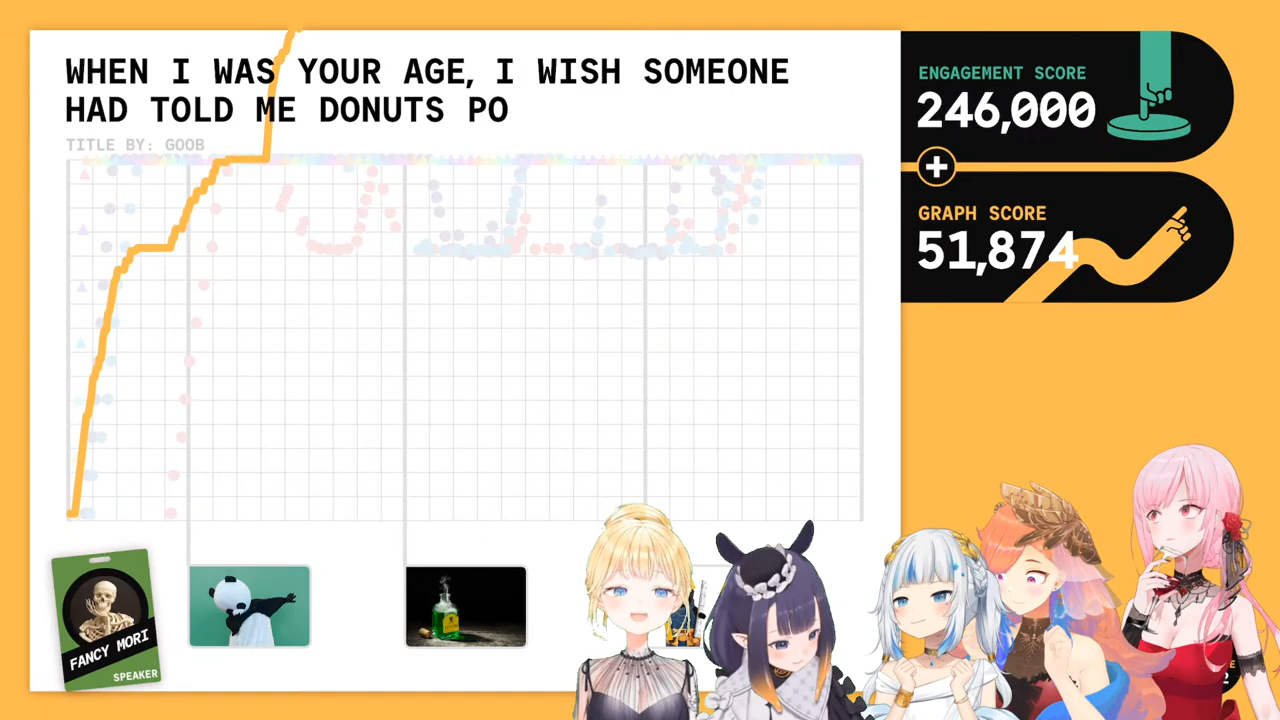 WHEN I WAS YOUR AGE, I WISH SOMEONE
HAD TOLD ME DONUTS PO
TITLE BY: GOOB
ENGAGEMENT SCORE
246,000
+
GRAPH SCORE
51,874
FANCY MORI
SPEAKER